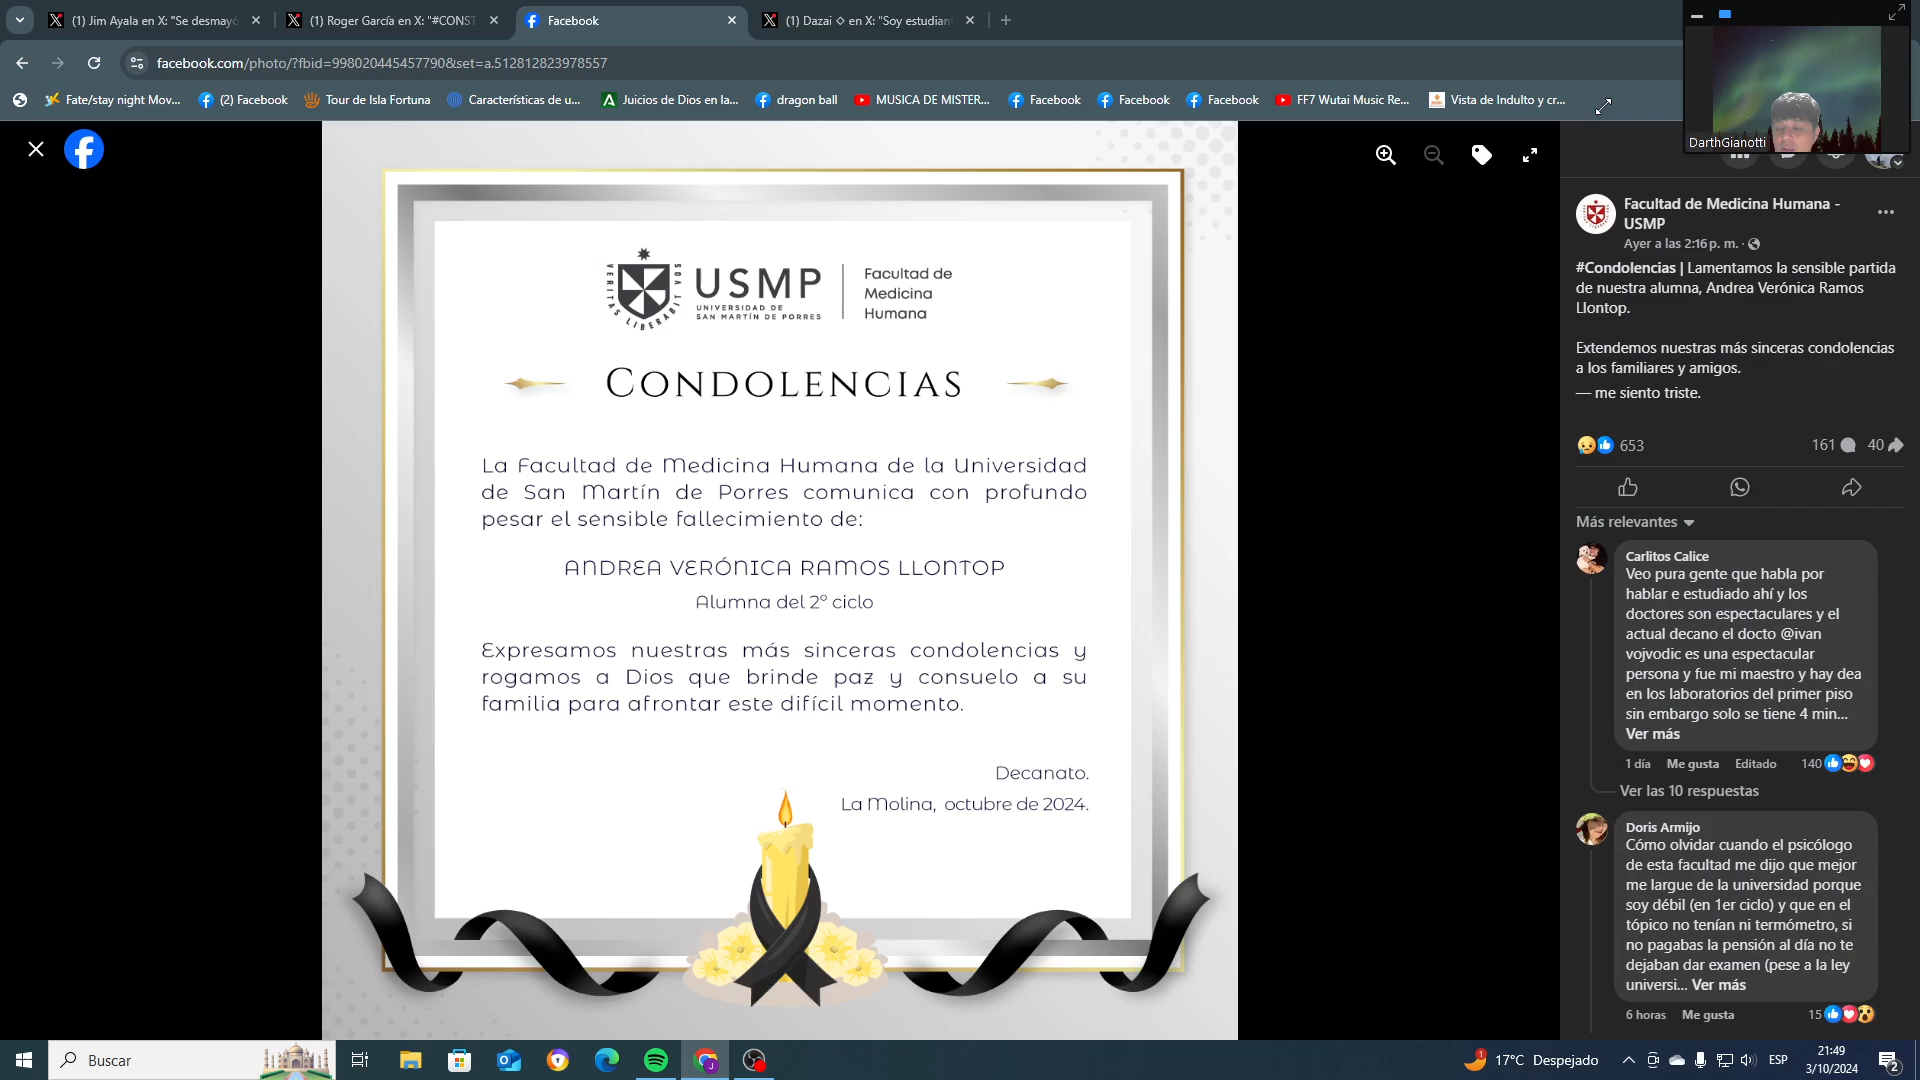 (1) Jim Ayala en X: "Se desmayó
(1) Roger García en X: "#CONST
Facebook
(1) Dazai ◇ en X: "Soy estudian
facebook.com/photo/?fbid=998020445457790&set=a.512812823978557
Fate/stay night Mov...
(2) Facebook
Tour de Isla Fortuna
Características de u...
Juicios de Dios en la...
dragon ball
MUSICA DE MISTER...
Facebook
Facebook
Facebook
FF7 Wutai Music Re...
Vista de Indulto y cr...
DarthGianotti
VERITAS LIBERABIT VOS
USMP
UNIVERSIDAD DE
SAN MARTÍN DE PORRES
Facultad de
Medicina
Humana
CONDOLENCIAS
La Facultad de Medicina Humana de la Universidad
de San Martín de Porres comunica con profundo
pesar el sensible fallecimiento de:
ANDREA VERÓNICA RAMOS LLONTOP
Alumna del 2º ciclo
Expresamos nuestras más sinceras condolencias y
rogamos a Dios que brinde paz y consuelo a su
familia para afrontar este difícil momento.
Decanato.
La Molina, octubre de 2024.
Facultad de Medicina Humana -
USMP
Ayer a las 2:16 p. m. ·
#Condolencias | Lamentamos la sensible partida
de nuestra alumna, Andrea Verónica Ramos
Llontop.
Extendemos nuestras más sinceras condolencias
a los familiares y amigos.
— me siento triste.
653
161
40
Más relevantes
Carlitos Calice
Veo pura gente que habla por
hablar e estudiado ahí y los
doctores son espectaculares y el
actual decano el docto @ivan
vojvodic es una espectacular
persona y fue mi maestro y hay dea
en los laboratorios del primer piso
sin embargo solo se tiene 4 min...
Ver más
1 día Me gusta Editado 140
Ver las 10 respuestas
Doris Armijo
Cómo olvidar cuando el psicólogo
de esta facultad me dijo que mejor
me largue de la universidad porque
soy débil (en 1er ciclo) y que en el
tópico no tenían ni termómetro, si
no pagabas la pensión al día no te
dejaban dar examen (pese a la ley
universi... Ver más
6 horas Me gusta 15
Buscar
1
17°C Despejado
ESP
21:49
3/10/2024
2